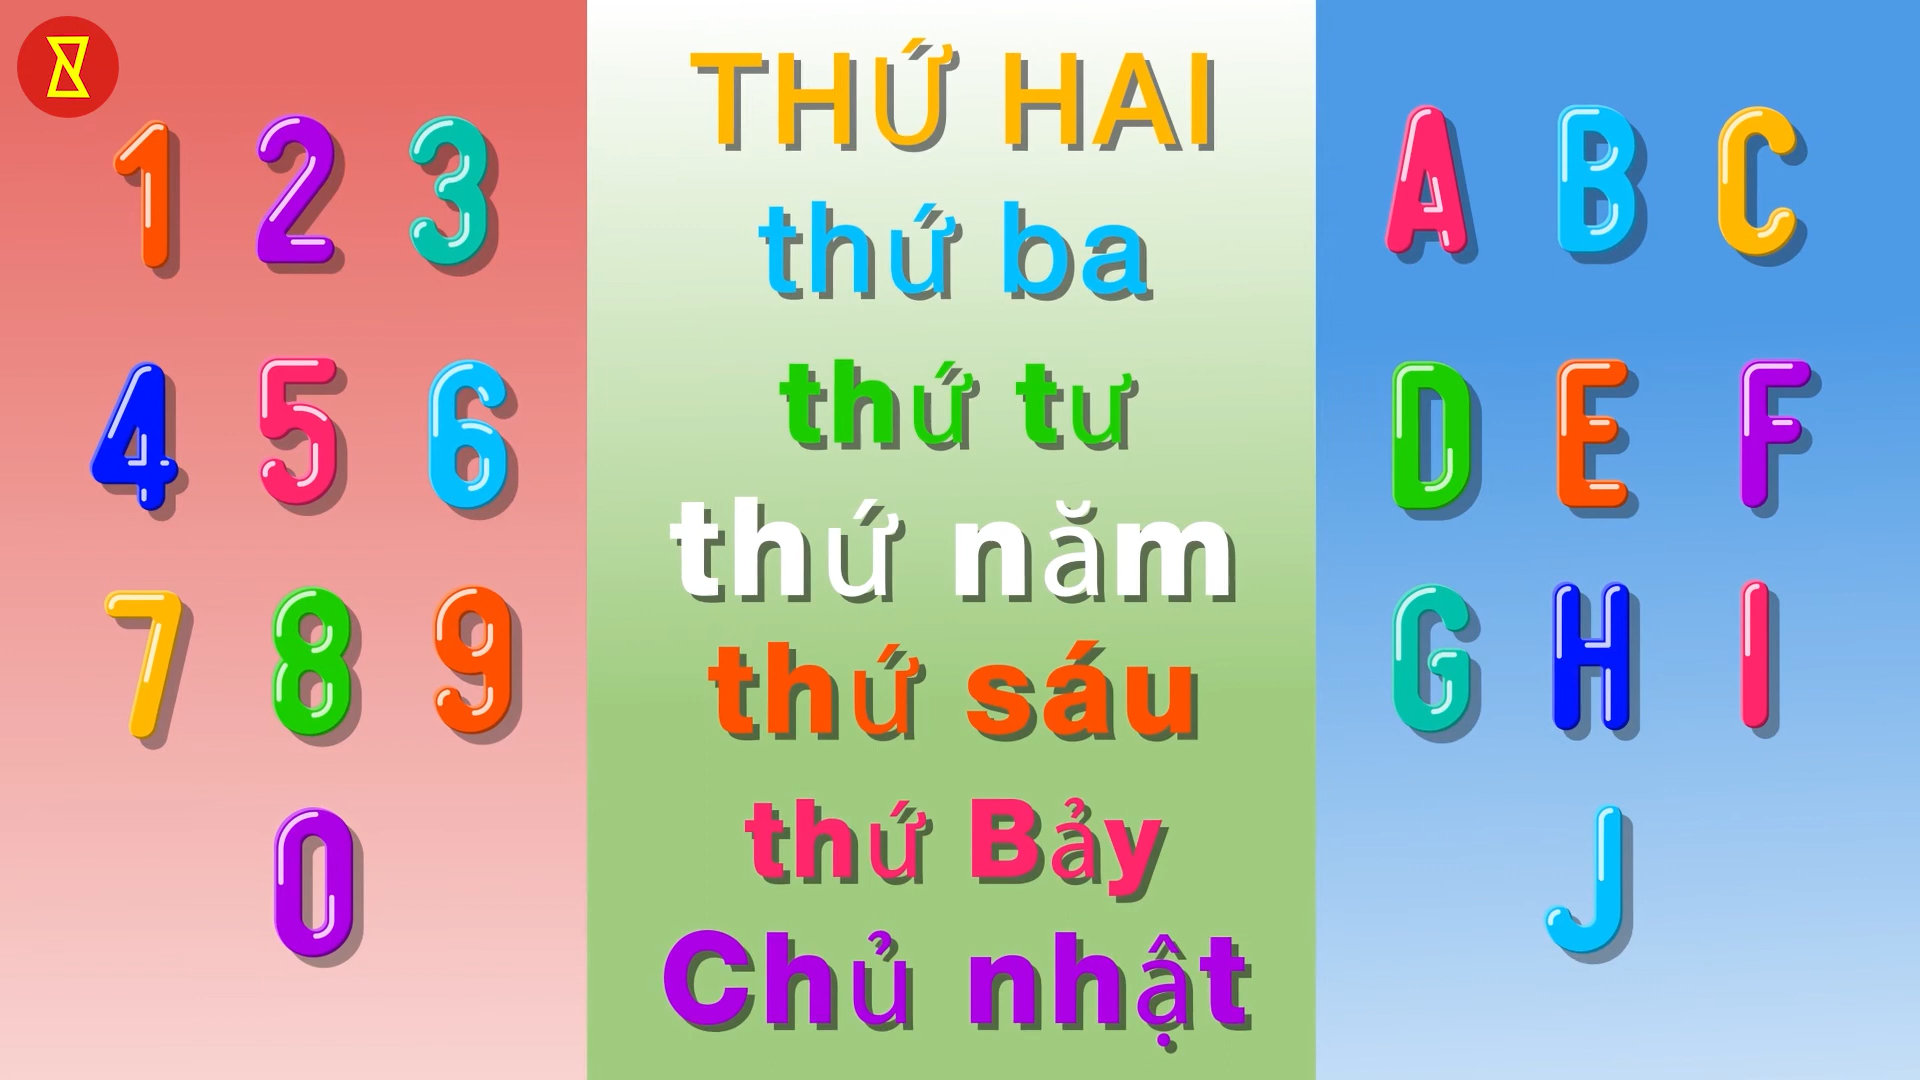 1 2 3
4 5 6
7 8 9
0
THỨ HAI
thứ ba
thứ tư
thứ năm
thứ sáu
thứ Bảy
Chủ nhật
A B C
D E F
G H I
J